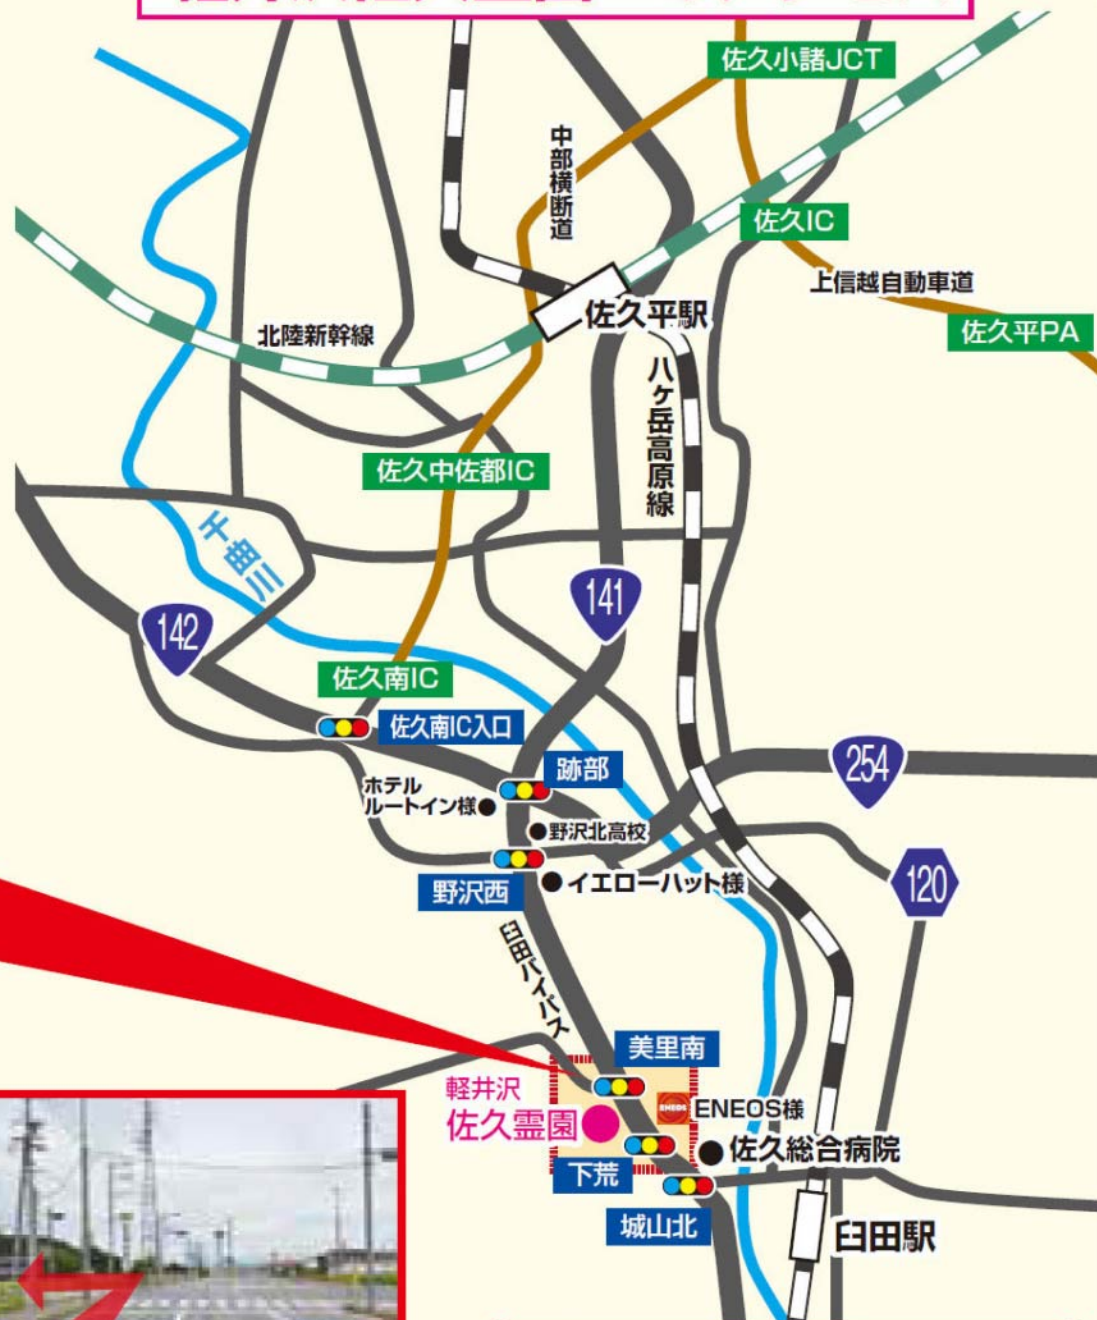 佐久小諸JCT
中部横断道
佐久IC
上信越自動車道
佐久平PA
佐久平駅
北陸新幹線
八ヶ岳高原線
佐久中佐都IC
千曲川
141
142
佐久南IC
佐久南IC入口
跡部
254
ホテル
ルートイン様
野沢北高校
野沢西
イエローハット様
120
臼田バイパス
美里南
軽井沢
佐久霊園
ENEOS
ENEOS様
佐久総合病院
下荒
城山北
臼田駅